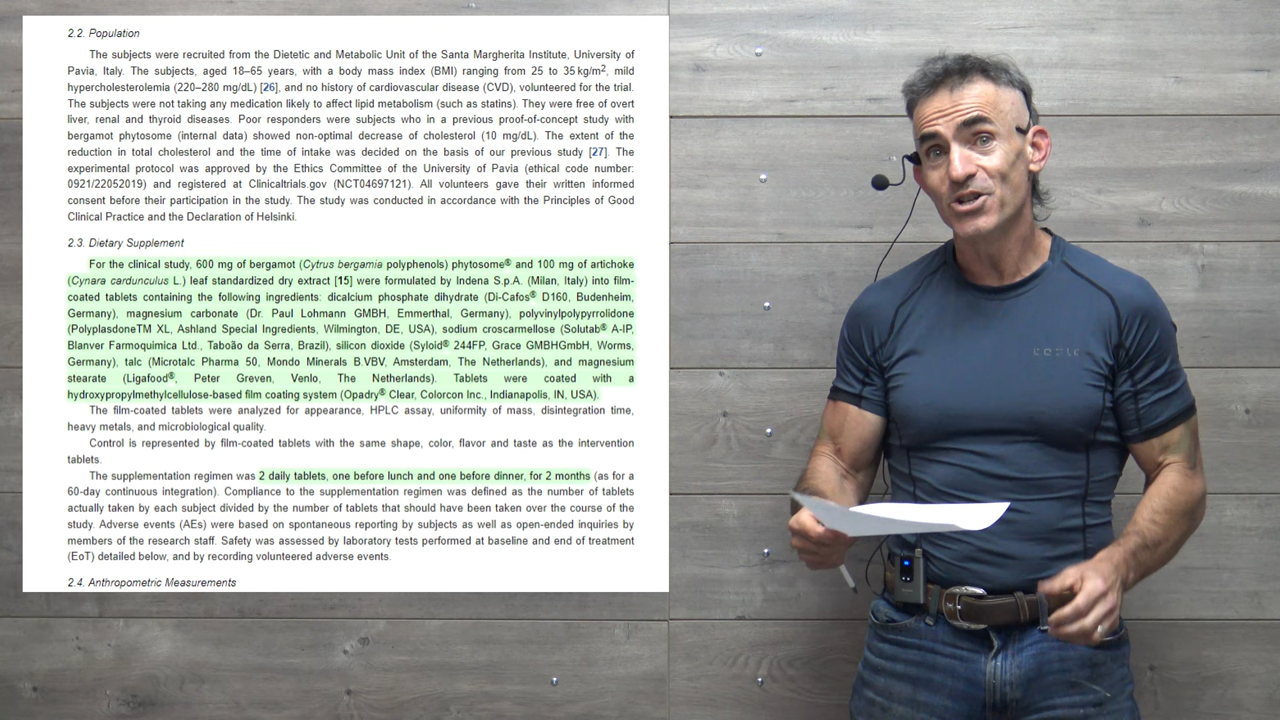 2.2. Population
The subjects were recruited from the Dietetic and Metabolic Unit of the Santa Margherita Institute, University of
Pavia, Italy. The subjects, aged 18–65 years, with a body mass index (BMI) ranging from 25 to 35 kg/m², mild
hypercholesterolemia (220–280 mg/dL) [26], and no history of cardiovascular disease (CVD), volunteered for the trial.
The subjects were not taking any medication likely to affect lipid metabolism (such as statins). They were free of overt
liver, renal and thyroid diseases. Poor responders were subjects who in a previous proof-of-concept study with
bergamot phytosome (internal data) showed non-optimal decrease of cholesterol (10 mg/dL). The extent of the
reduction in total cholesterol and the time of intake was decided on the basis of our previous study [27]. The
experimental protocol was approved by the Ethics Committee of the University of Pavia (ethical code number:
0921/22052019) and registered at Clinicaltrials.gov (NCT04697121). All volunteers gave their written informed
consent before their participation in the study. The study was conducted in accordance with the Principles of Good
Clinical Practice and the Declaration of Helsinki.
2.3. Dietary Supplement
For the clinical study, 600 mg of bergamot (Cytrus bergamia polyphenols) phytosome® and 100 mg of artichoke
(Cynara cardunculus L.) leaf standardized dry extract [15] were formulated by Indena S.p.A. (Milan, Italy) into film-
coated tablets containing the following ingredients: dicalcium phosphate dihydrate (Di-Cafos® D160, Budenheim,
Germany), magnesium carbonate (Dr. Paul Lohmann GMBH, Emmerthal, Germany), polyvinylpolypyrrolidone
(PolyplasdoneTM XL, Ashland Special Ingredients, Wilmington, DE, USA), sodium croscarmellose (Solutab® A-IP,
Blanver Farmoquimica Ltd., Taboão da Serra, Brazil), silicon dioxide (Syloid® 244FP, Grace GMBHGmbH, Worms,
Germany), talc (Microtalc Pharma 50, Mondo Minerals B.VBV, Amsterdam, The Netherlands), and magnesium
stearate (Ligafood®, Peter Greven, Venlo, The Netherlands). Tablets were coated with a
hydroxypropylmethylcellulose-based film coating system (Opadry® Clear, Colorcon Inc., Indianapolis, IN, USA).
The film-coated tablets were analyzed for appearance, HPLC assay, uniformity of mass, disintegration time,
heavy metals, and microbiological quality.
Control is represented by film-coated tablets with the same shape, color, flavor and taste as the intervention
tablets.
The supplementation regimen was 2 daily tablets, one before lunch and one before dinner, for 2 months (as for a
60-day continuous integration). Compliance to the supplementation regimen was defined as the number of tablets
actually taken by each subject divided by the number of tablets that should have been taken over the course of the
study. Adverse events (AEs) were based on spontaneous reporting by subjects as well as open-ended inquiries by
members of the research staff. Safety was assessed by laboratory tests performed at baseline and end of treatment
(EoT) detailed below, and by recording volunteered adverse events.
2.4. Anthropometric Measurements